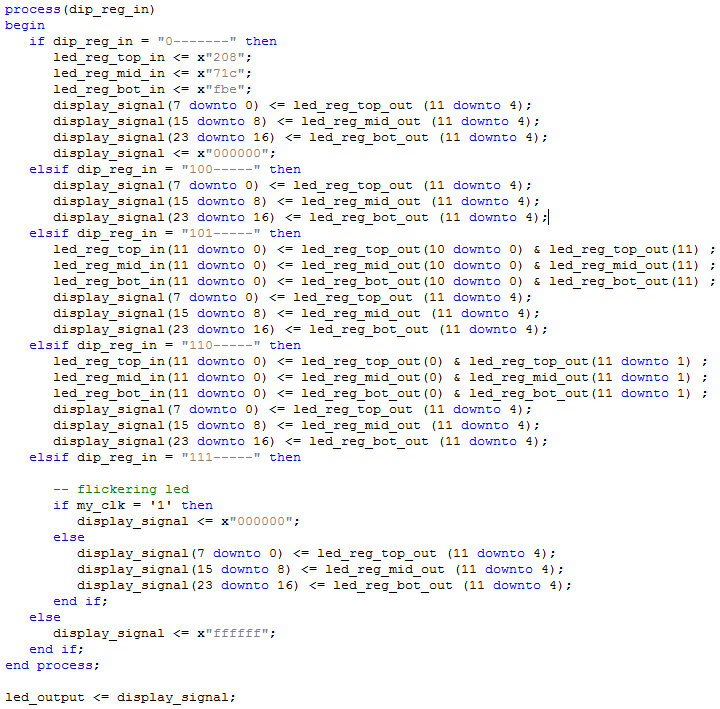 process(dip_reg_in)
begin
   if dip_reg_in = "0-------" then
      led_reg_top_in <= x"208";
      led_reg_mid_in <= x"71c";
      led_reg_bot_in <= x"fbe";
      display_signal(7 downto 0) <= led_reg_top_out (11 downto 4);
      display_signal(15 downto 8) <= led_reg_mid_out (11 downto 4);
      display_signal(23 downto 16) <= led_reg_bot_out (11 downto 4);
      display_signal <= x"000000";
   elsif dip_reg_in = "100-----" then
      display_signal(7 downto 0) <= led_reg_top_out (11 downto 4);
      display_signal(15 downto 8) <= led_reg_mid_out (11 downto 4);
      display_signal(23 downto 16) <= led_reg_bot_out (11 downto 4);
   elsif dip_reg_in = "101-----" then
      led_reg_top_in(11 downto 0) <= led_reg_top_out(10 downto 0) & led_reg_top_out(11) ;
      led_reg_mid_in(11 downto 0) <= led_reg_mid_out(10 downto 0) & led_reg_mid_out(11) ;
      led_reg_bot_in(11 downto 0) <= led_reg_bot_out(10 downto 0) & led_reg_bot_out(11) ;
      display_signal(7 downto 0) <= led_reg_top_out (11 downto 4);
      display_signal(15 downto 8) <= led_reg_mid_out (11 downto 4);
      display_signal(23 downto 16) <= led_reg_bot_out (11 downto 4);
   elsif dip_reg_in = "110-----" then
      led_reg_top_in(11 downto 0) <= led_reg_top_out(0) & led_reg_top_out(11 downto 1) ;
      led_reg_mid_in(11 downto 0) <= led_reg_mid_out(0) & led_reg_mid_out(11 downto 1) ;
      led_reg_bot_in(11 downto 0) <= led_reg_bot_out(0) & led_reg_bot_out(11 downto 1) ;
      display_signal(7 downto 0) <= led_reg_top_out (11 downto 4);
      display_signal(15 downto 8) <= led_reg_mid_out (11 downto 4);
      display_signal(23 downto 16) <= led_reg_bot_out (11 downto 4);
   elsif dip_reg_in = "111-----" then
      -- flickering led
      if my_clk = '1' then
         display_signal <= x"000000";
      else
         display_signal(7 downto 0) <= led_reg_top_out (11 downto 4);
         display_signal(15 downto 8) <= led_reg_mid_out (11 downto 4);
         display_signal(23 downto 16) <= led_reg_bot_out (11 downto 4);
      end if;
   else
      display_signal <= x"ffffff";
   end if;
end process;
led_output <= display_signal;